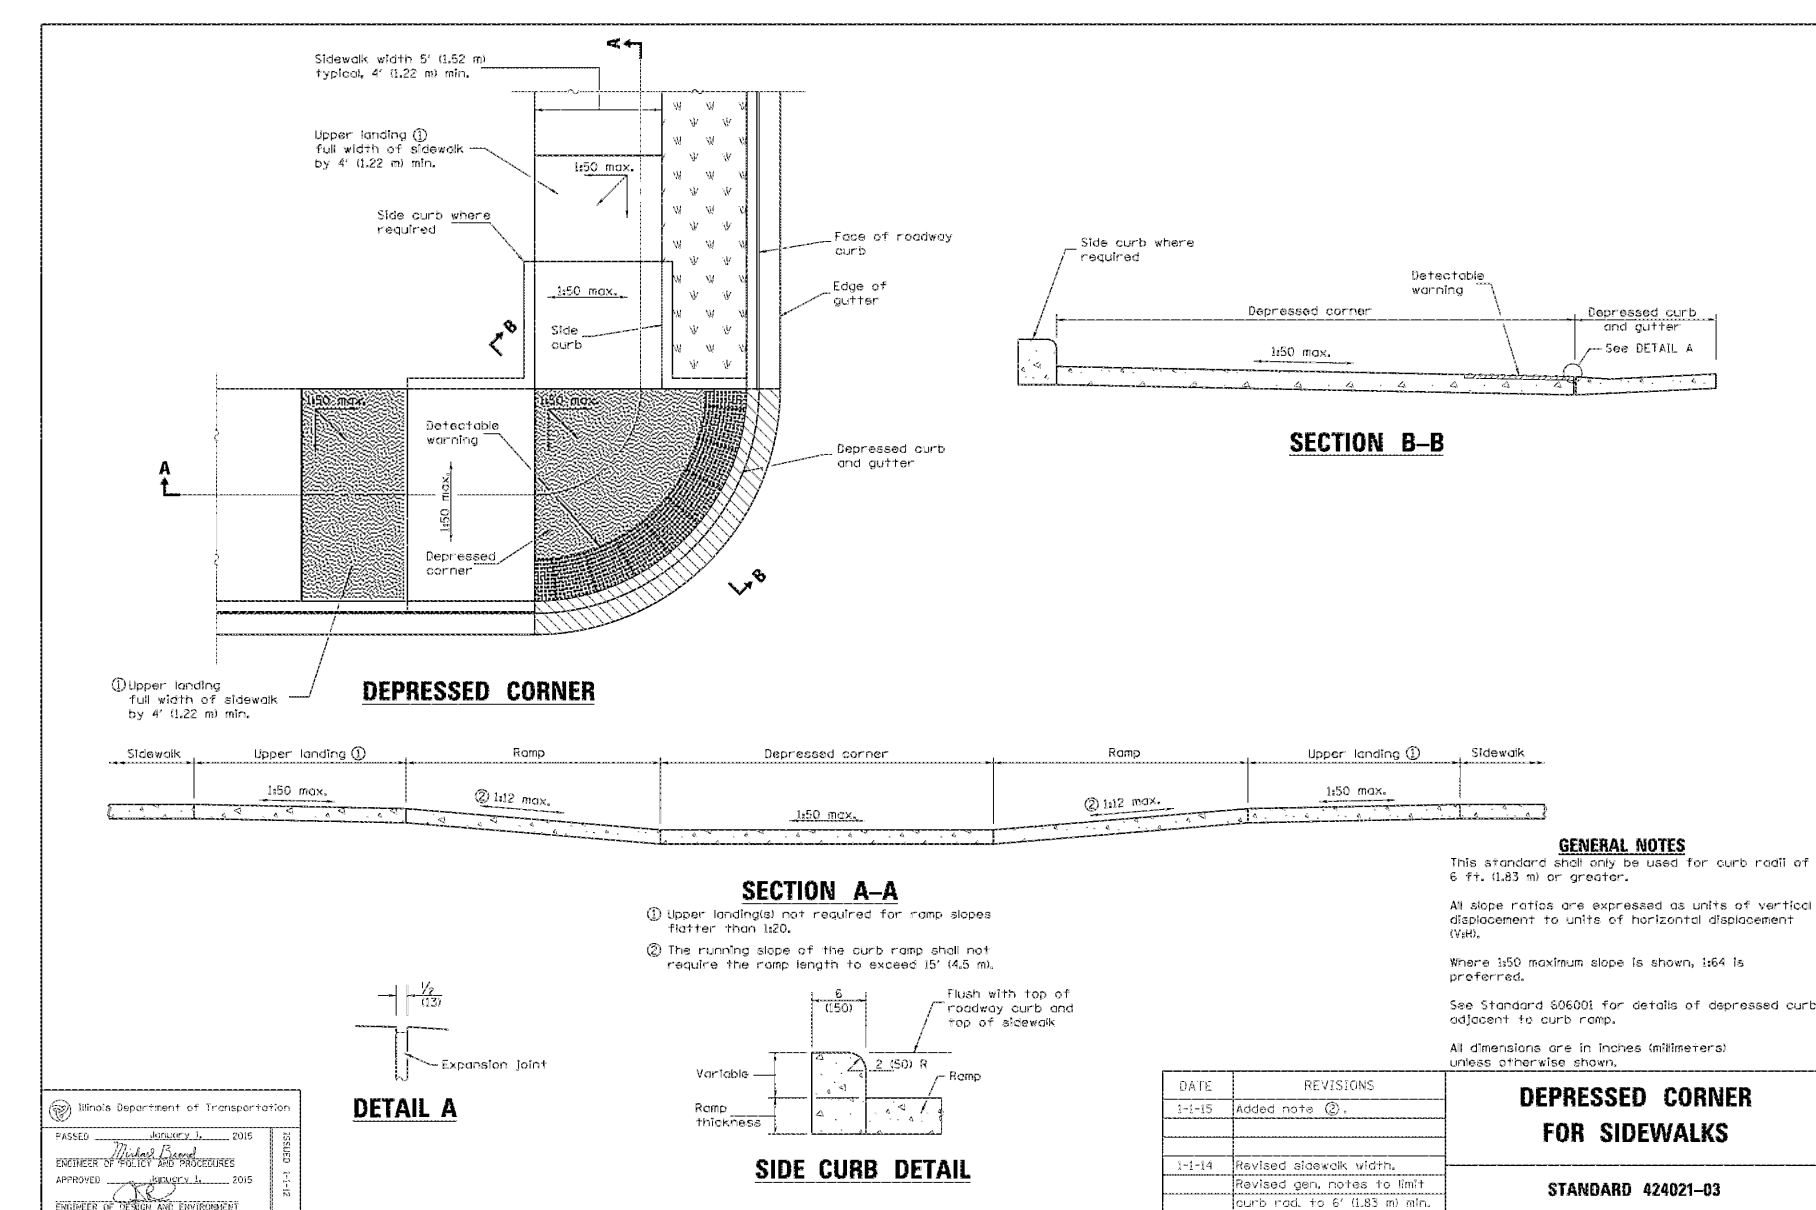 A
Sidewalk width 5' (1.52 m)
typical, 4' (1.22 m) min.
Upper landing ①
full width of sidewalk
by 4' (1.22 m) min.
1:50 max.
Side curb where
required
Face of roadway
curb
1:50 max.
Edge of
gutter
B
Side
curb
1:50 max.
1:50 max.
Detectable
warning
A
1:50 max.
Depressed curb
and gutter
Depressed
corner
B
① Upper landing
full width of sidewalk
by 4' (1.22 m) min.
DEPRESSED CORNER
Side curb where
required
Detectable
warning
Depressed corner
Depressed curb
and gutter
1:50 max.
See DETAIL A
SECTION B–B
Sidewalk
Upper landing ①
Ramp
Depressed corner
Ramp
Upper landing ①
Sidewalk
1:50 max.
② 1:12 max.
1:50 max.
② 1:12 max.
1:50 max.
SECTION A–A
① Upper landing(s) not required for ramp slopes
flatter than 1:20.
② The running slope of the curb ramp shall not
require the ramp length to exceed 15' (4.5 m).
GENERAL NOTES
This standard shall only be used for curb radii of
6 ft. (1.83 m) or greater.
All slope ratios are expressed as units of vertical
displacement to units of horizontal displacement
(V:H).
Where 1:50 maximum slope is shown, 1:64 is
preferred.
See Standard 606001 for details of depressed curb
adjacent to curb ramp.
All dimensions are in inches (millimeters)
unless otherwise shown.
1/2
(13)
Expansion joint
DETAIL A
6
(150)
Flush with top of
roadway curb and
top of sidewalk
2 (50) R
Variable
Ramp
Ramp
thickness
SIDE CURB DETAIL
Illinois Department of Transportation
PASSED January 1, 2015
ENGINEER OF POLICY AND PROCEDURES
APPROVED January 1, 2015
ENGINEER OF DESIGN AND ENVIRONMENT
ISSUED 1-1-12
DATE REVISIONS
1-1-15 Added note ②.
1-1-14 Revised sidewalk width.
Revised gen. notes to limit
curb rad. to 6' (1.83 m) min.
DEPRESSED CORNER
FOR SIDEWALKS
STANDARD 424021–03